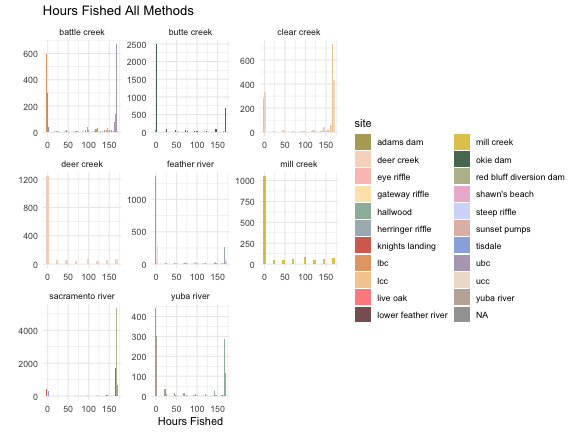 Hours Fished All Methods
battle creek
butte creek
clear creek
600
400
200
0
2500
2000
1500
1000
500
0
600
400
200
0
0 50 100 150
0 50 100 150
0 50 100 150
deer creek
feather river
mill creek
1200
800
400
0
1000
500
0
1000
750
500
250
0
0 50 100 150
0 50 100 150
0 50 100 150
sacramento river
yuba river
4000
2000
0
400
300
200
100
0
0 50 100 150
0 50 100 150
Hours Fished
site
adams dam
deer creek
eye riffle
gateway riffle
hallwood
herringer riffle
knights landing
lbc
lcc
live oak
lower feather river
mill creek
okie dam
red bluff diversion dam
shawn's beach
steep riffle
sunset pumps
tisdale
ubc
ucc
yuba river
NA